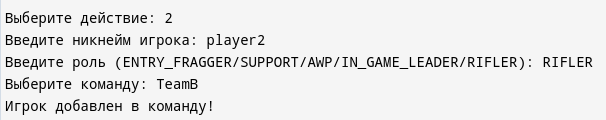 Выберите действие: 2
Введите никнейм игрока: player2
Введите роль (ENTRY_FRAGGER/SUPPORT/AWP/IN_GAME_LEADER/RIFLER): RIFLER
Выберите команду: TeamB
Игрок добавлен в команду!